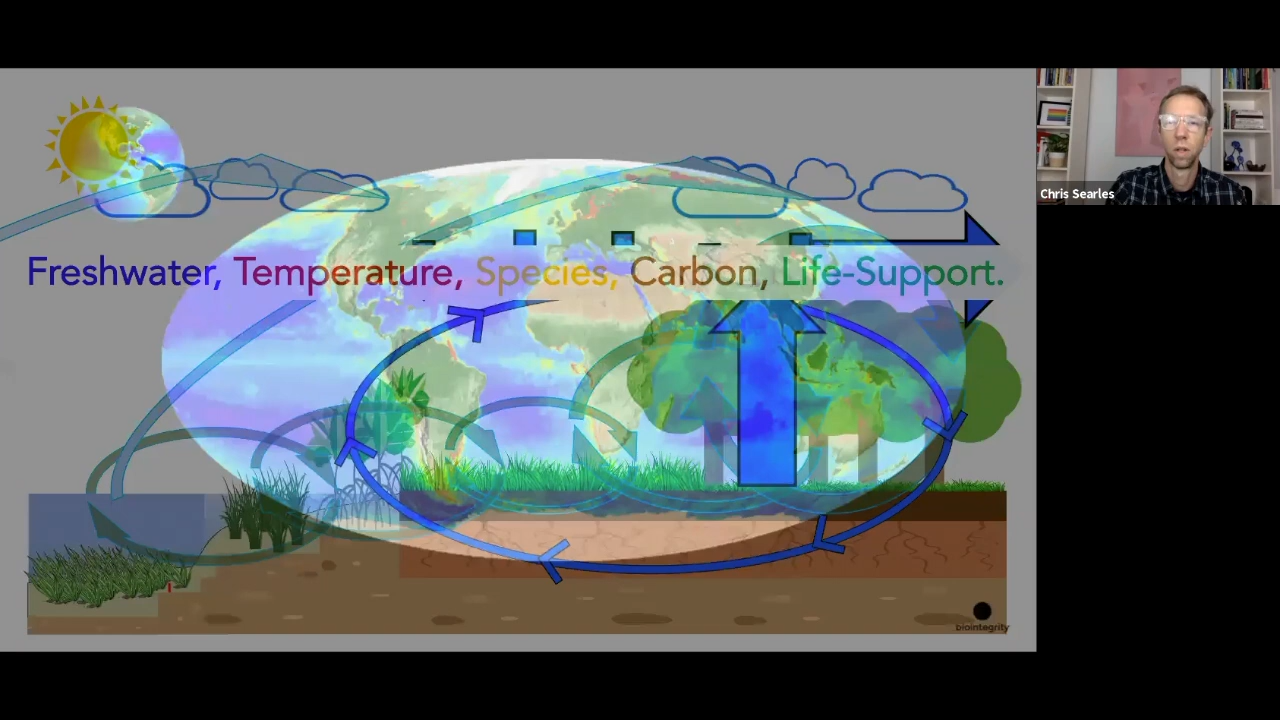 Chris Searles
Freshwater, Temperature, Species, Carbon, Life-Support.
biointegrity